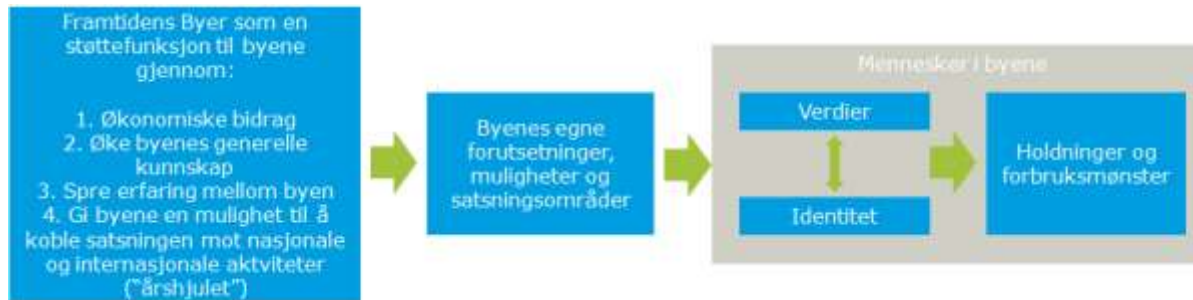 Framtidens Byer som en
støttefunksjon til byene
gjennom:
1. Økonomiske bidrag
2. Øke byenes generelle
kunnskap
3. Spre erfaring mellom byen
4. Gi byene en mulighet til å
koble satsningen mot nasjonale
og internasjonale aktviteter
("årshjulet")
Byenes egne
forutsetninger,
muligheter og
satsningsområder
Mennesker i byene
Verdier
Identitet
Holdninger og
forbruksmønster